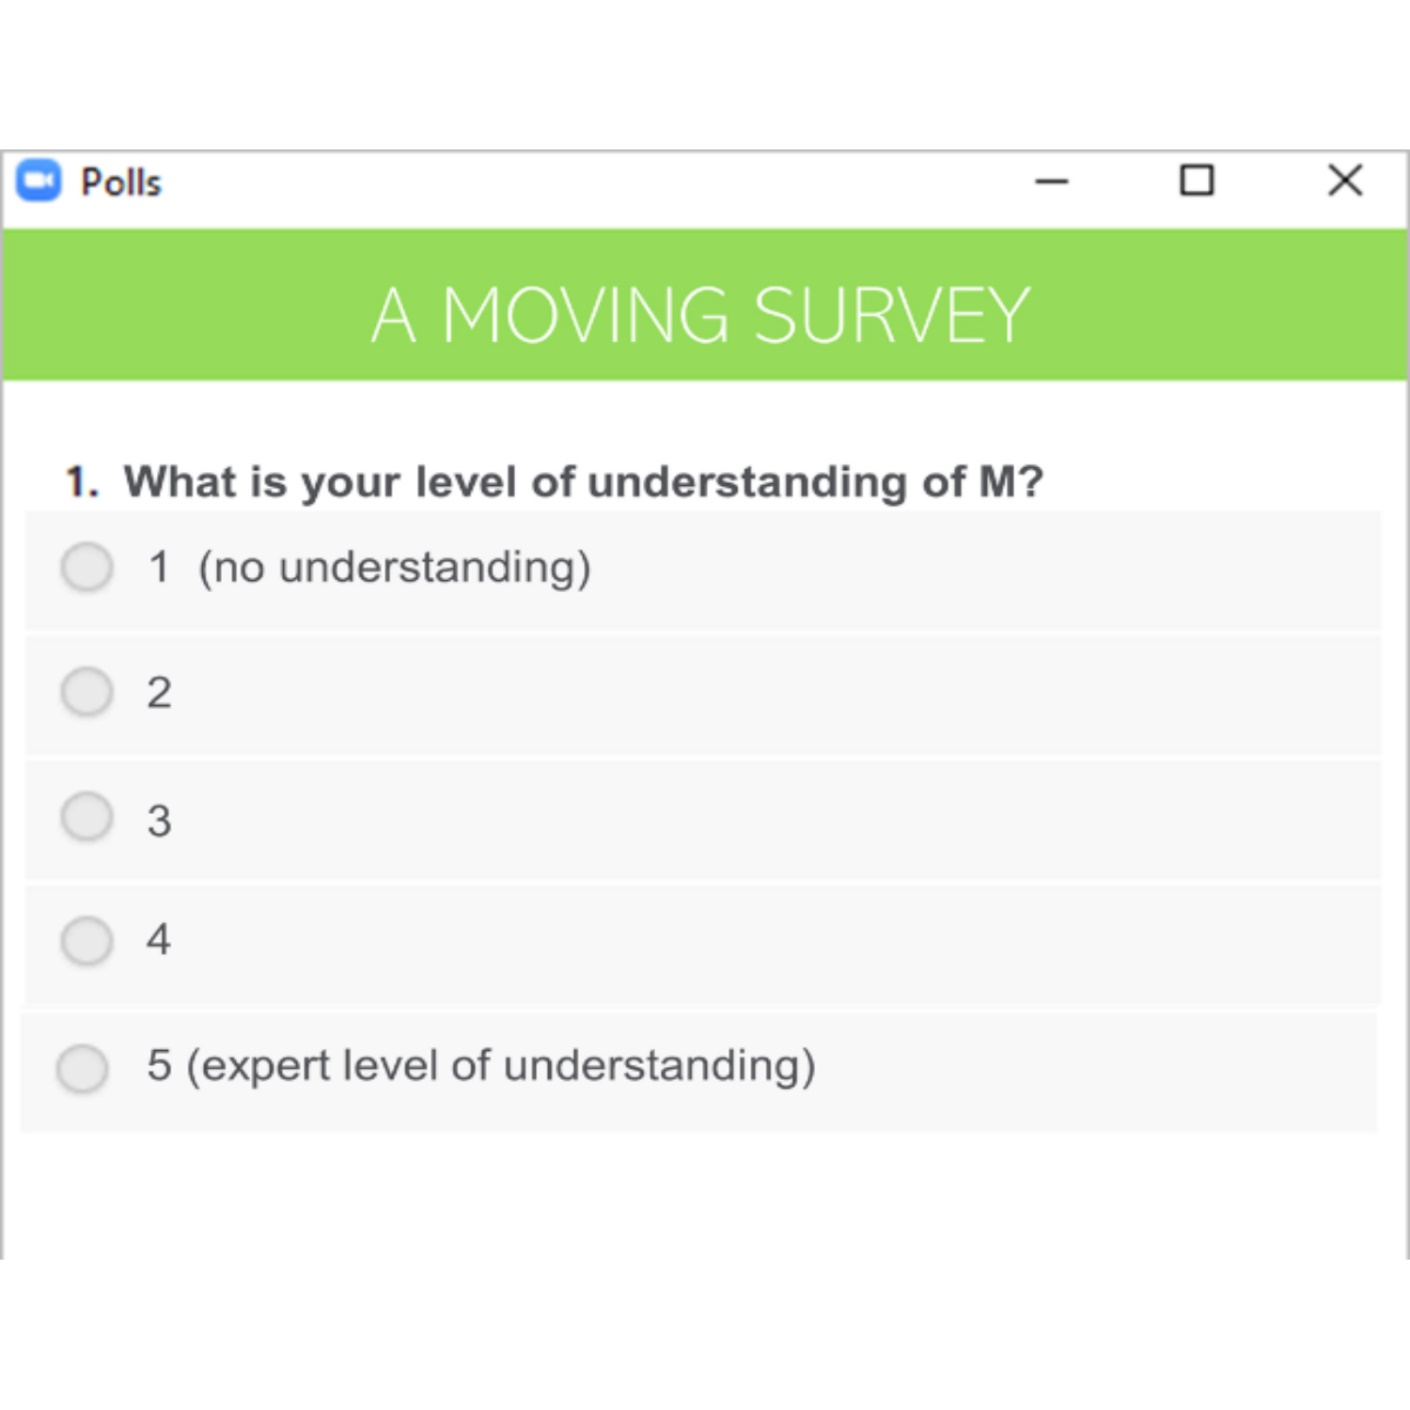 Polls
A MOVING SURVEY
1. What is your level of understanding of M?
1 (no understanding)
2
3
4
5 (expert level of understanding)